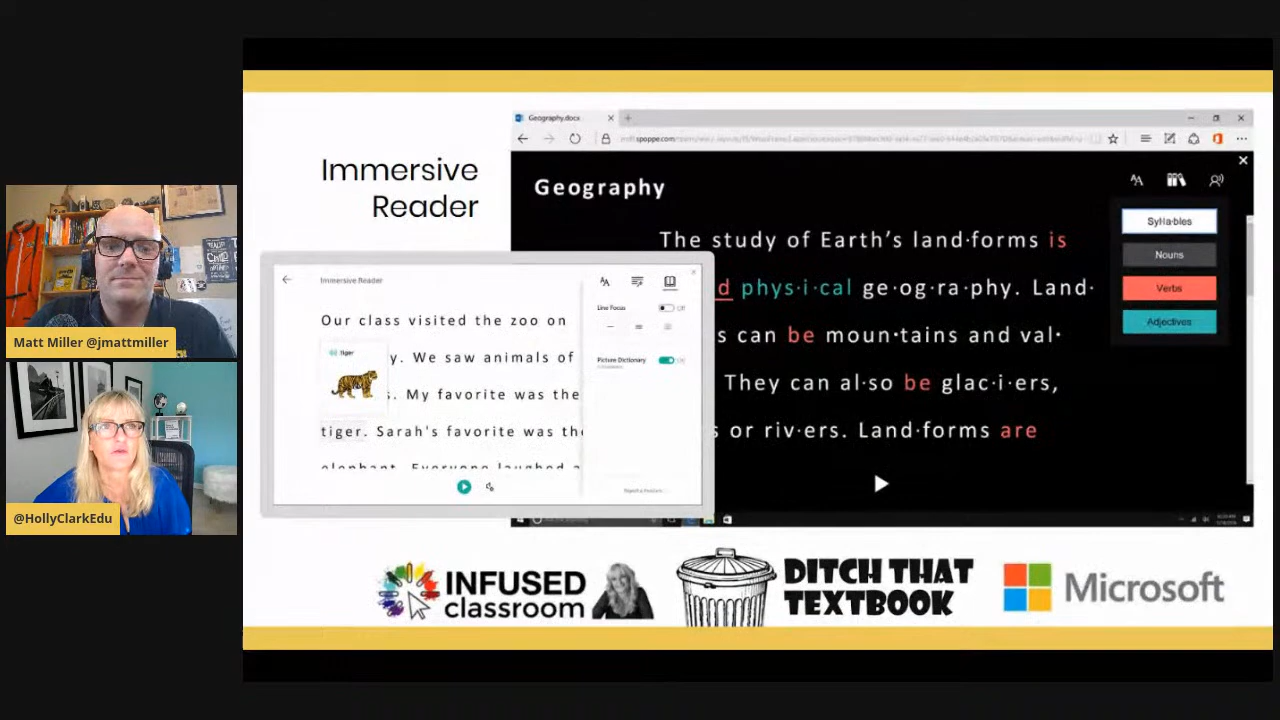 Immersive
Reader
Geography.docx
Geography
The study of Earth's land·forms is
d phys·i·cal ge·og·ra·phy. Land·
s can be moun·tains and val·
They can al·so be glac·i·ers,
s or riv·ers. Land·forms are
Syl·la·bles
Nouns
Verbs
Adjectives
Immersive Reader
Our class visited the zoo on
tiger
y. We saw animals of
s. My favorite was the
tiger. Sarah's favorite was the
elephant. Everyone laughed a
Line Focus
Off
Picture Dictionary
Matt Miller @jmattmiller
@HollyClarkEdu
INFUSED
classroom
DITCH THAT
TEXTBOOK
Microsoft